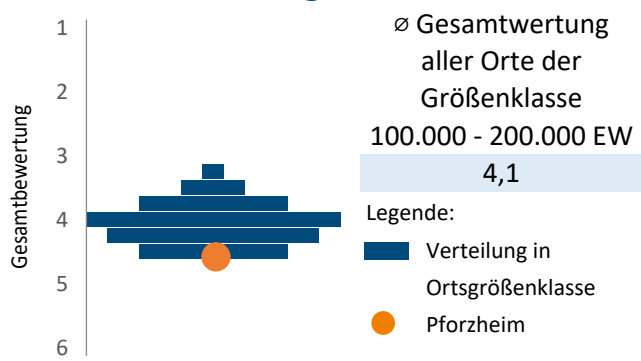 1
2
3
4
5
6
Gesamtbewertung
⌀ Gesamtwertung
aller Orte der
Größenklasse
100.000 - 200.000 EW
4,1
Legende:
Verteilung in
Ortsgrößenklasse
Pforzheim